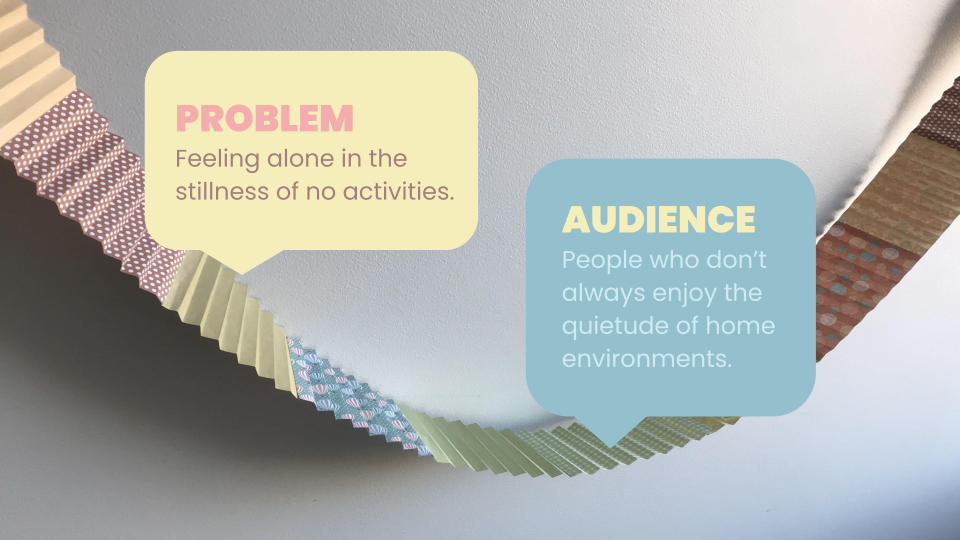 PROBLEM
Feeling alone in the
stillness of no activities.
AUDIENCE
People who don’t
always enjoy the
quietude of home
environments.